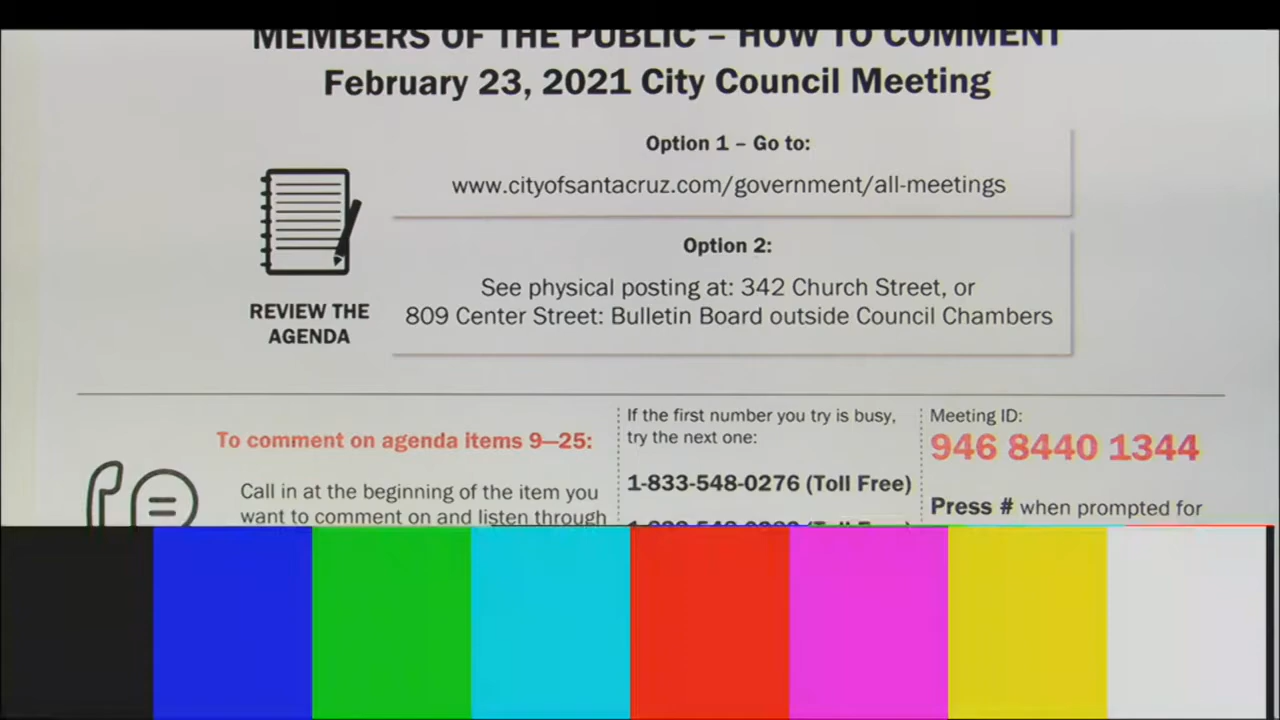 MEMBERS OF THE PUBLIC – HOW TO COMMENT
February 23, 2021 City Council Meeting
Option 1 – Go to:
www.cityofsantacruz.com/government/all-meetings
Option 2:
See physical posting at: 342 Church Street, or
809 Center Street: Bulletin Board outside Council Chambers
REVIEW THE
AGENDA
To comment on agenda items 9—25:
Call in at the beginning of the item you
want to comment on and listen through
If the first number you try is busy,
try the next one:
1-833-548-0276 (Toll Free)
Meeting ID:
946 8440 1344
Press # when prompted for